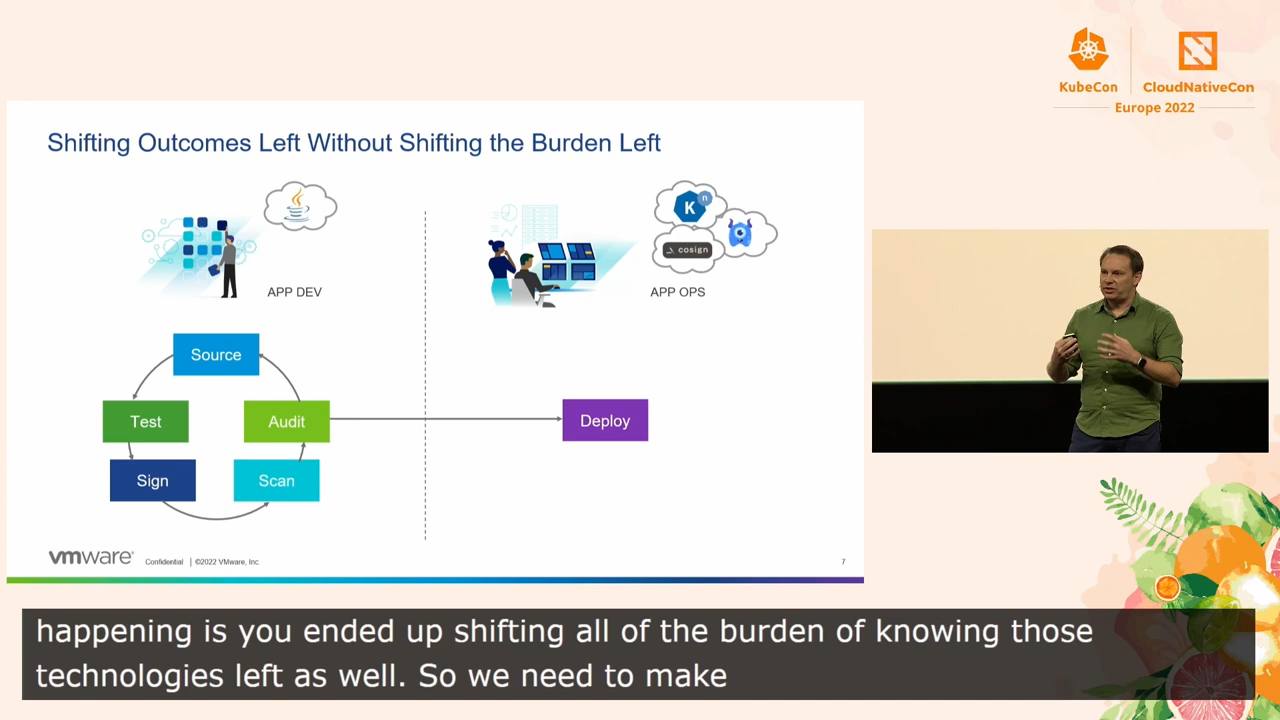 KubeCon
CloudNativeCon
Europe 2022
Shifting Outcomes Left Without Shifting the Burden Left
K
n
cosign
APP DEV
APP OPS
Source
Test
Audit
Deploy
Sign
Scan
vmware
Confidential | ©2022 VMware, Inc.
7
happening is you ended up shifting all of the burden of knowing those
technologies left as well. So we need to make